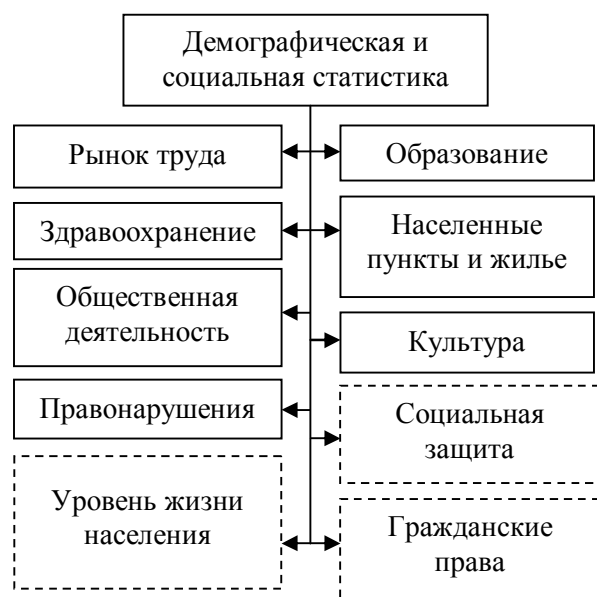 Демографическая и
социальная статистика
Рынок труда
Образование
Здравоохранение
Населенные
пункты и жилье
Общественная
деятельность
Культура
Правонарушения
Социальная
защита
Уровень жизни
населения
Гражданские
права